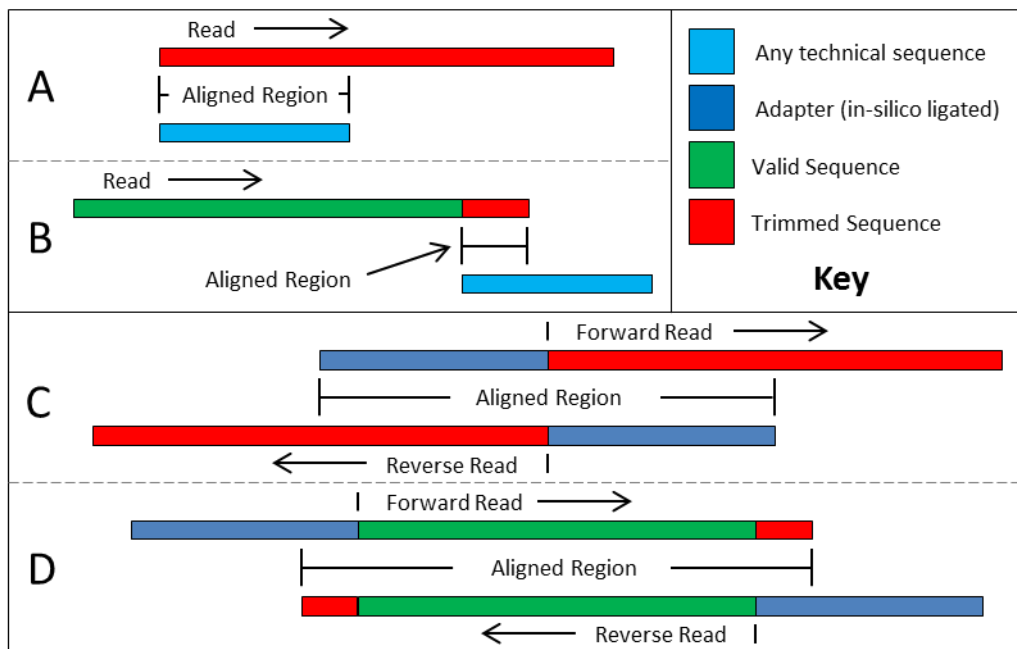 A
Read
Aligned Region
B
Read
Aligned Region
Any technical sequence
Adapter (in-silico ligated)
Valid Sequence
Trimmed Sequence
Key
C
Forward Read
Aligned Region
Reverse Read
D
Forward Read
Aligned Region
Reverse Read